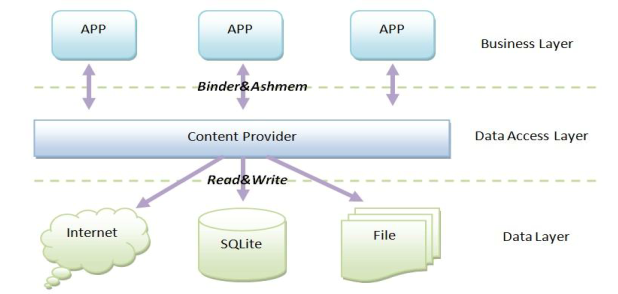 APP
APP
APP
Business Layer
Binder&Ashmem
Content Provider
Data Access Layer
Read&Write
Internet
SQLite
File
Data Layer